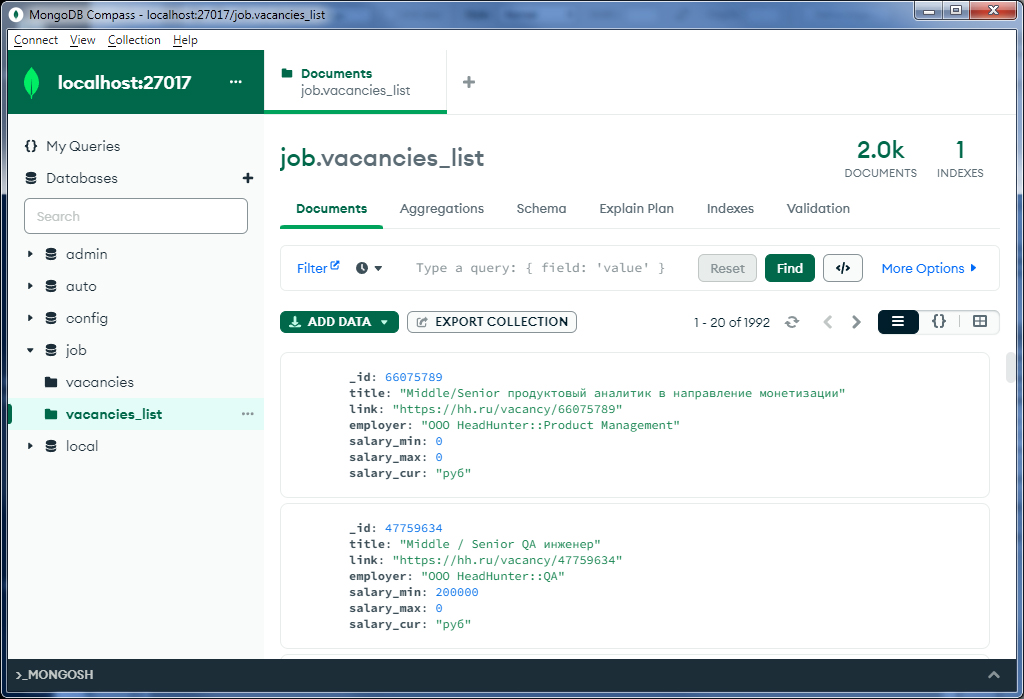 MongoDB Compass - localhost:27017/job.vacancies_list
Connect View Collection Help
localhost:27017 ...
Documents
job.vacancies_list
My Queries
Databases
Search
admin
auto
config
job
vacancies
vacancies_list ...
local
job.vacancies_list
2.0k
DOCUMENTS
1
INDEXES
Documents Aggregations Schema Explain Plan Indexes Validation
Filter Type a query: { field: 'value' } Reset Find </> More Options
ADD DATA EXPORT COLLECTION 1 - 20 of 1992 {}
_id: 66075789
title: "Middle/Senior продуктовый аналитик в направление монетизации"
link: "https://hh.ru/vacancy/66075789"
employer: "ООО HeadHunter::Product Management"
salary_min: 0
salary_max: 0
salary_cur: "руб"
_id: 47759634
title: "Middle / Senior QA инженер"
link: "https://hh.ru/vacancy/47759634"
employer: "ООО HeadHunter::QA"
salary_min: 200000
salary_max: 0
salary_cur: "руб"
>_MONGOSH